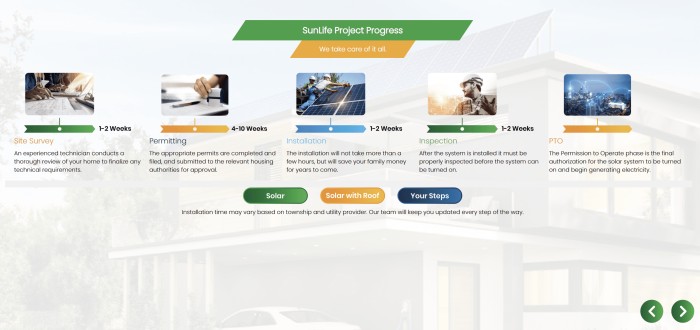 SunLife Project Progress
We take care of it all.
1-2 Weeks
4-10 Weeks
1-2 Weeks
1-2 Weeks
Site Survey
An experienced technician conducts a
thorough review of your home to finalize any
technical requirements.
Permitting
The appropriate permits are completed and
filed, and submitted to the relevant housing
authorities for approval.
Installation
The installation will not take more than a
few hours, but will save your family money
for years to come.
Inspection
After the system is installed it must be
properly inspected before the system can
be turned on.
PTO
The Permission to Operate phase is the final
authorization for the solar system to be turned
on and begin generating electricity.
Solar
Solar with Roof
Your Steps
Installation time may vary based on township and utility provider. Our team will keep you updated every step of the way.